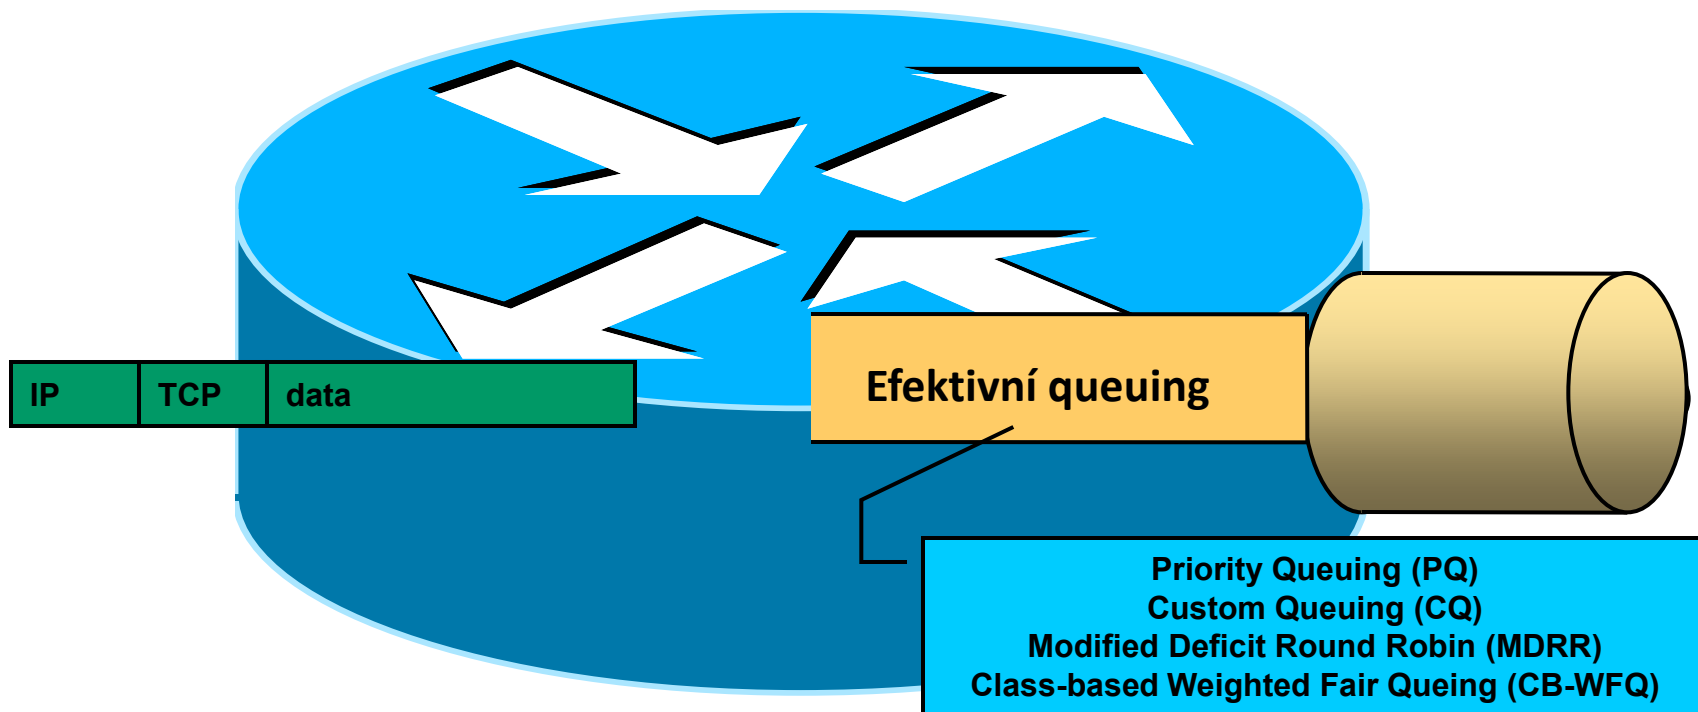 IP TCP data
Efektivní queuing
Priority Queuing (PQ)
Custom Queuing (CQ)
Modified Deficit Round Robin (MDRR)
Class-based Weighted Fair Queing (CB-WFQ)